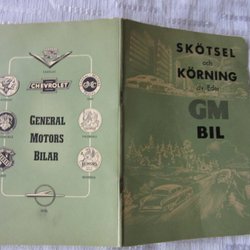 CHEVROLET
GENERAL
MOTORS
BILAR
SKÖTSEL
och
KÖRNING
av Eder
GM
BIL